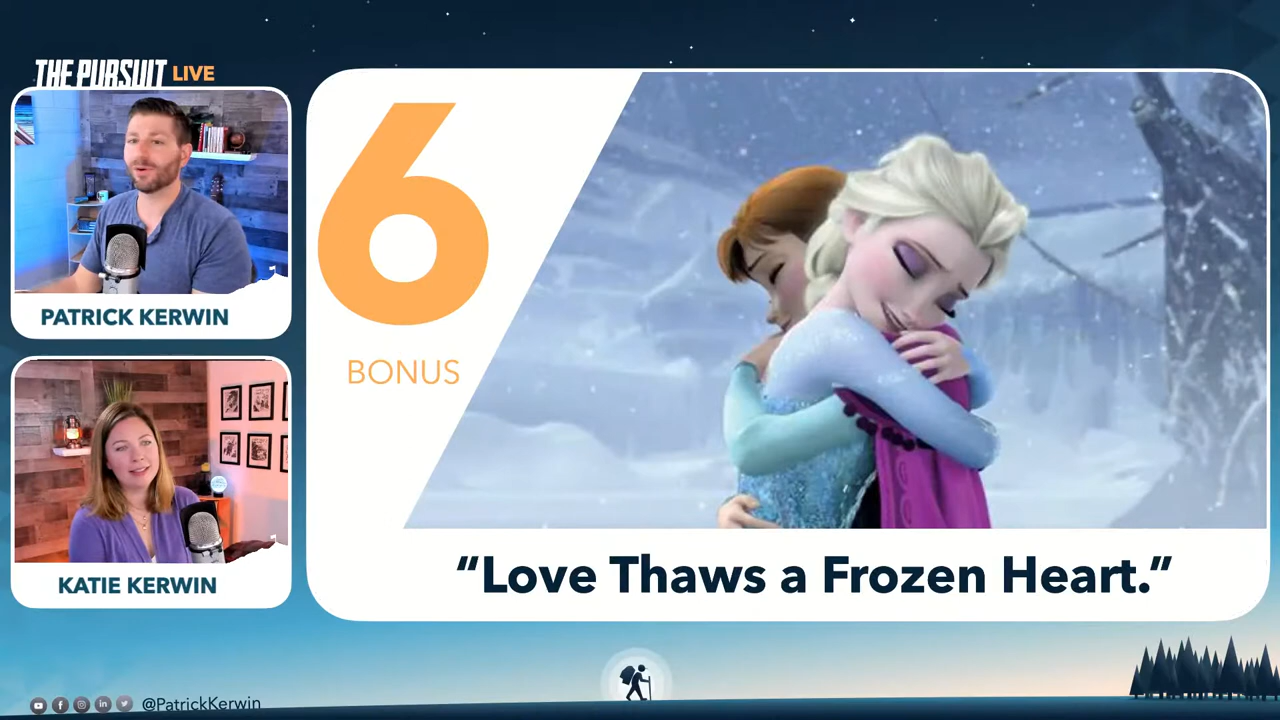 THE PURSUIT LIVE
PATRICK KERWIN
KATIE KERWIN
6
BONUS
“Love Thaws a Frozen Heart.”
@PatrickKerwin